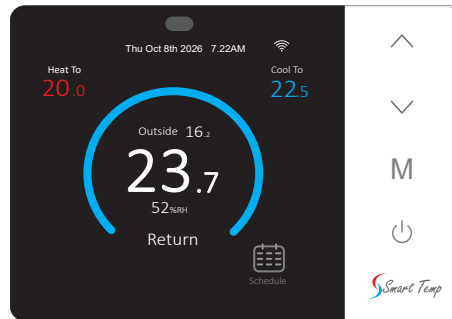 Thu Oct 8th 2026 7.22AM
Heat To
20.0
Cool To
22.5
Outside 16.2
23.7
52%RH
Return
Schedule
M
Smart Temp